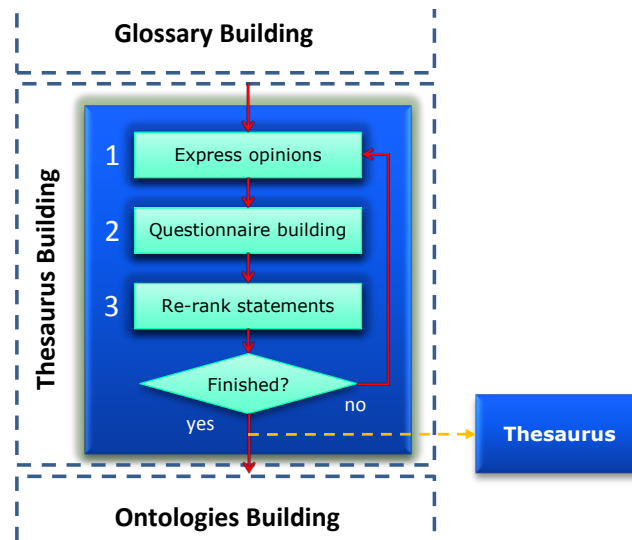 Glossary Building
Thesaurus Building
1
Express opinions
2
Questionnaire building
3
Re-rank statements
Finished?
no
yes
Thesaurus
Ontologies Building